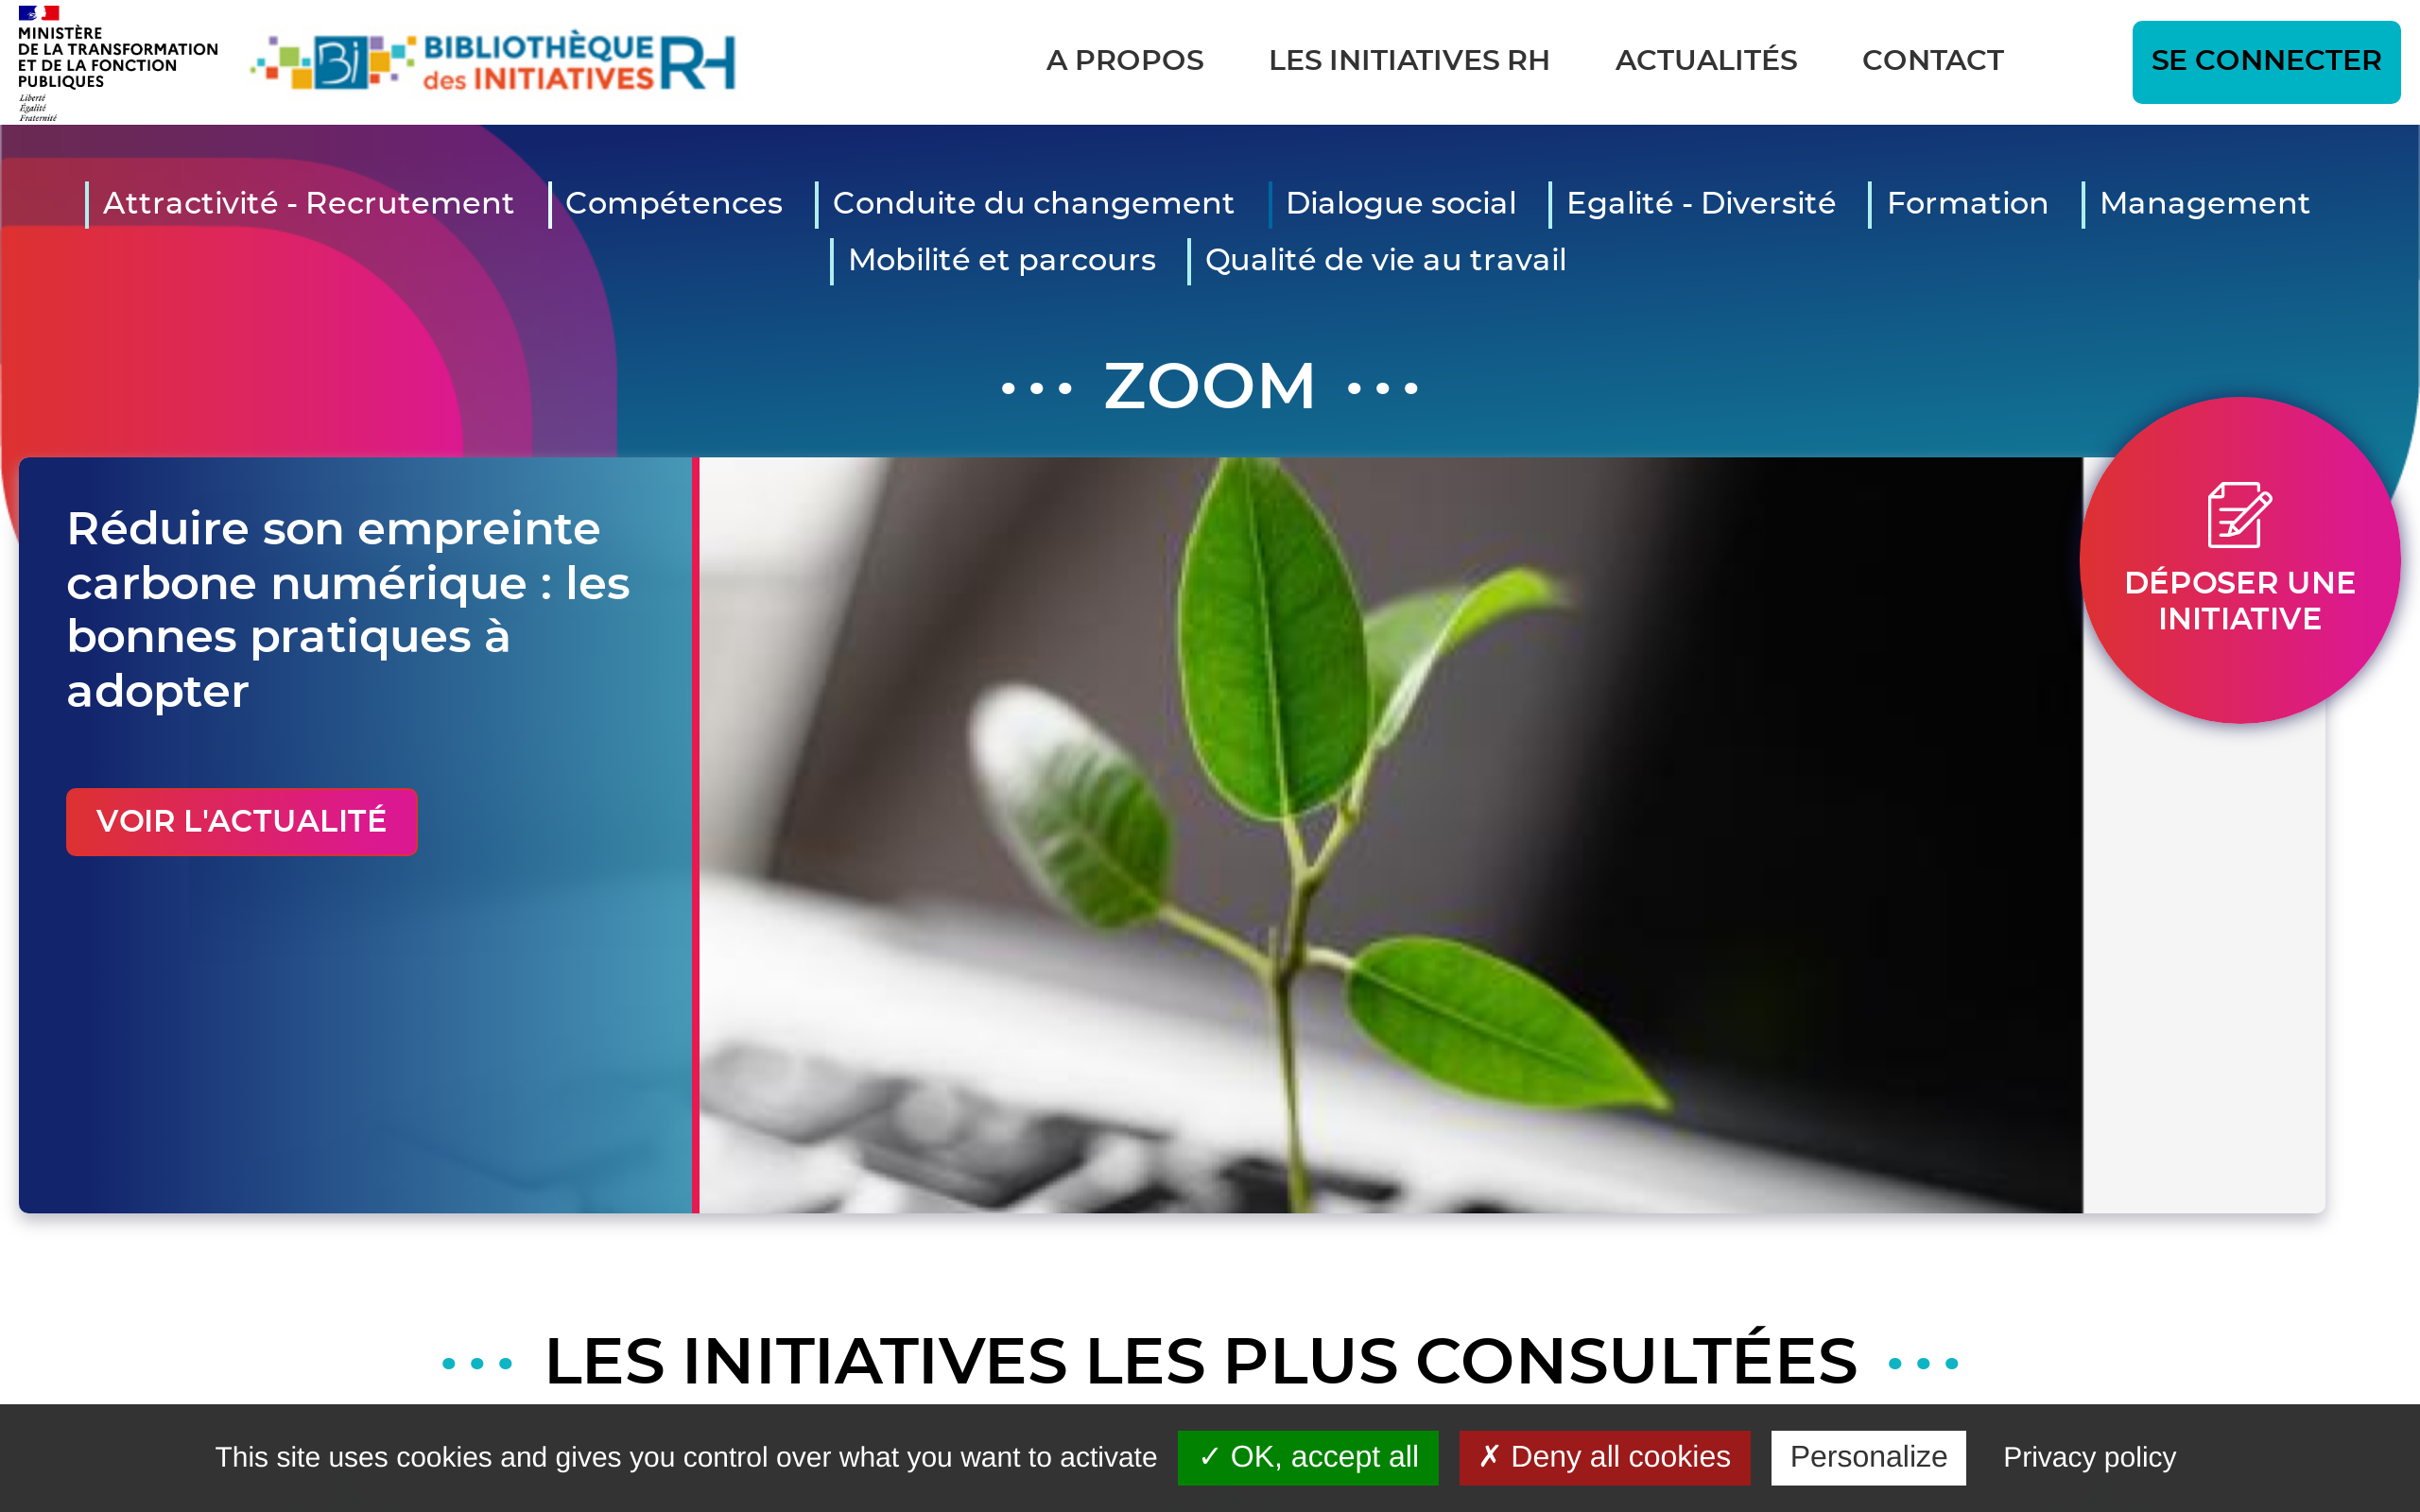 MINISTÈRE
DE LA TRANSFORMATION
ET DE LA FONCTION
PUBLIQUES
Liberté
Égalité
Fraternité
Bi BIBLIOTHÈQUE
des INITIATIVES RH
A PROPOS LES INITIATIVES RH ACTUALITÉS CONTACT SE CONNECTER
Attractivité - Recrutement Compétences Conduite du changement Dialogue social Egalité - Diversité Formation Management
Mobilité et parcours Qualité de vie au travail
ZOOM
Réduire son empreinte
carbone numérique : les
bonnes pratiques à
adopter
VOIR L'ACTUALITÉ
DÉPOSER UNE
INITIATIVE
LES INITIATIVES LES PLUS CONSULTÉES
This site uses cookies and gives you control over what you want to activate ✓ OK, accept all ✗ Deny all cookies Personalize Privacy policy